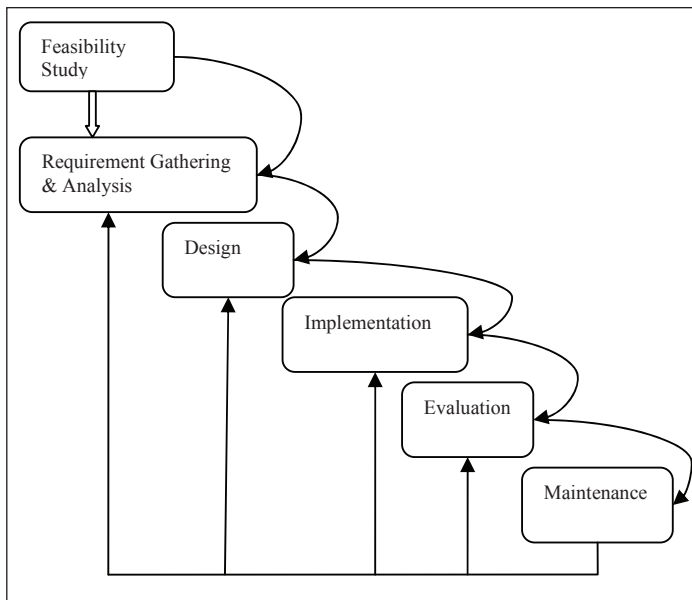 Feasibility
Study
Requirement Gathering
& Analysis
Design
Implementation
Evaluation
Maintenance